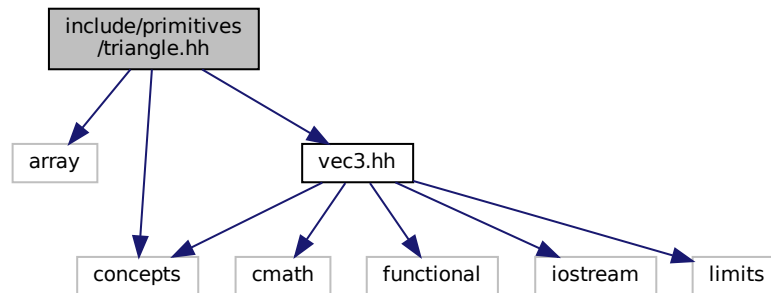 include/primitives
/triangle.hh
array
vec3.hh
concepts
cmath
functional
iostream
limits